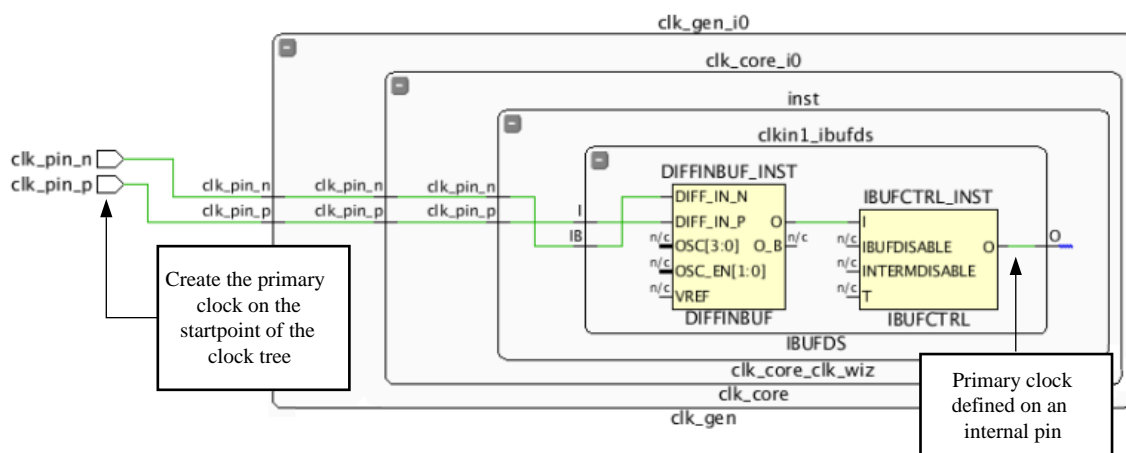 clk_gen_i0
clk_core_i0
inst
clkin1_ibufds
clk_pin_n
clk_pin_p
clk_pin_n
clk_pin_p
clk_pin_n
clk_pin_p
clk_pin_n
clk_pin_p
I
IB
DIFFINBUF_INST
DIFF_IN_N
DIFF_IN_P O
n/c OSC[3:0] O_B n/c
n/c OSC_EN[1:0]
n/c VREF
DIFFINBUF
IBUFCTRL_INST
I
n/c IBUFDISABLE O
n/c INTERMDISABLE
n/c T
IBUFCTRL
O
IBUFDS
clk_core_clk_wiz
clk_core
clk_gen
Create the primary
clock on the
startpoint of the
clock tree
Primary clock
defined on an
internal pin